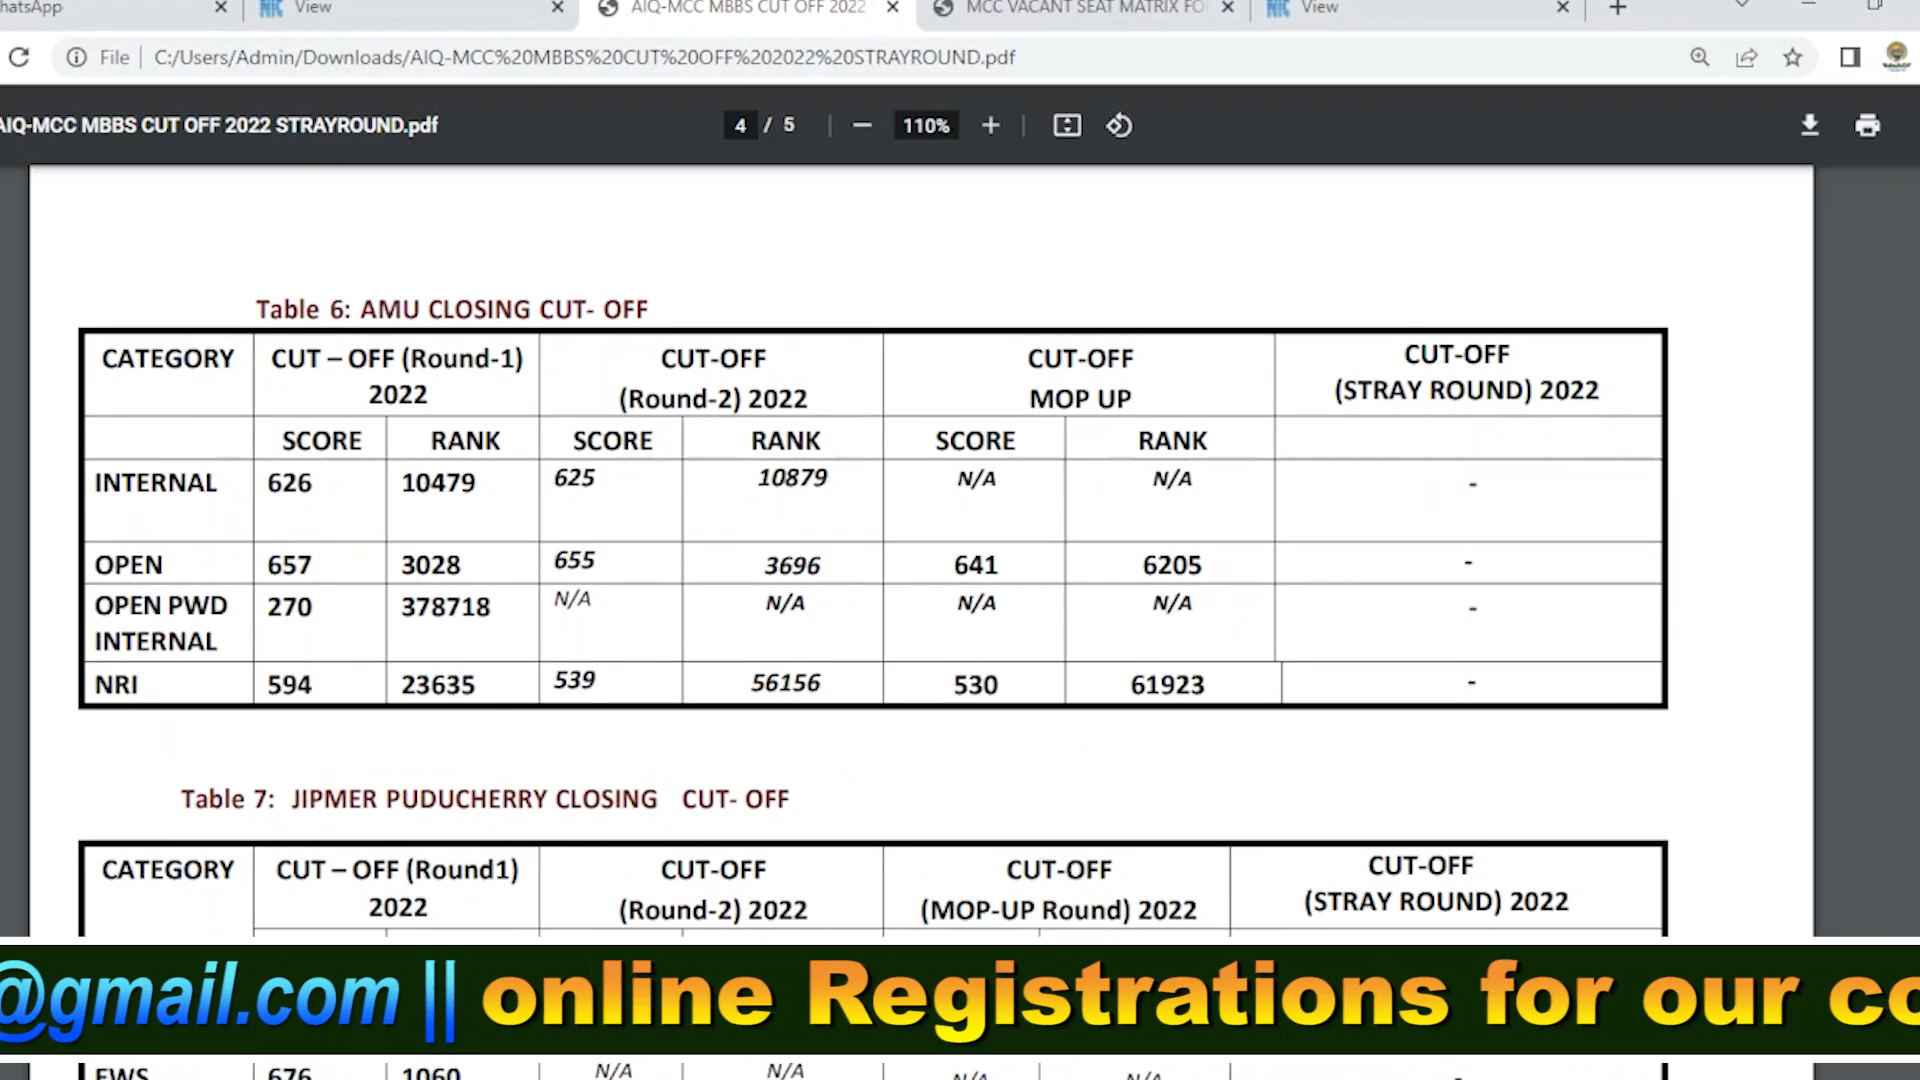 hatsApp
NIC View
AIQ-MCC MBBS CUT OFF 2022
MCC VACANT SEAT MATRIX FO
NIC View
File C:/Users/Admin/Downloads/AIQ-MCC%20MBBS%20CUT%20OFF%202022%20STRAYROUND.pdf
AIQ-MCC MBBS CUT OFF 2022 STRAYROUND.pdf 4 / 5 110%
Table 6: AMU CLOSING CUT- OFF
CATEGORY CUT – OFF (Round-1) 2022 CUT-OFF (Round-2) 2022 CUT-OFF MOP UP CUT-OFF (STRAY ROUND) 2022
SCORE RANK SCORE RANK SCORE RANK
INTERNAL 626 10479 625 10879 N/A N/A -
OPEN 657 3028 655 3696 641 6205 -
OPEN PWD INTERNAL 270 378718 N/A N/A N/A N/A -
NRI 594 23635 539 56156 530 61923 -
Table 7: JIPMER PUDUCHERRY CLOSING CUT- OFF
CATEGORY CUT – OFF (Round1) 2022 CUT-OFF (Round-2) 2022 CUT-OFF (MOP-UP Round) 2022 CUT-OFF (STRAY ROUND) 2022
@gmail.com || online Registrations for our co
EWS 676 1060 N/A N/A N/A N/A -